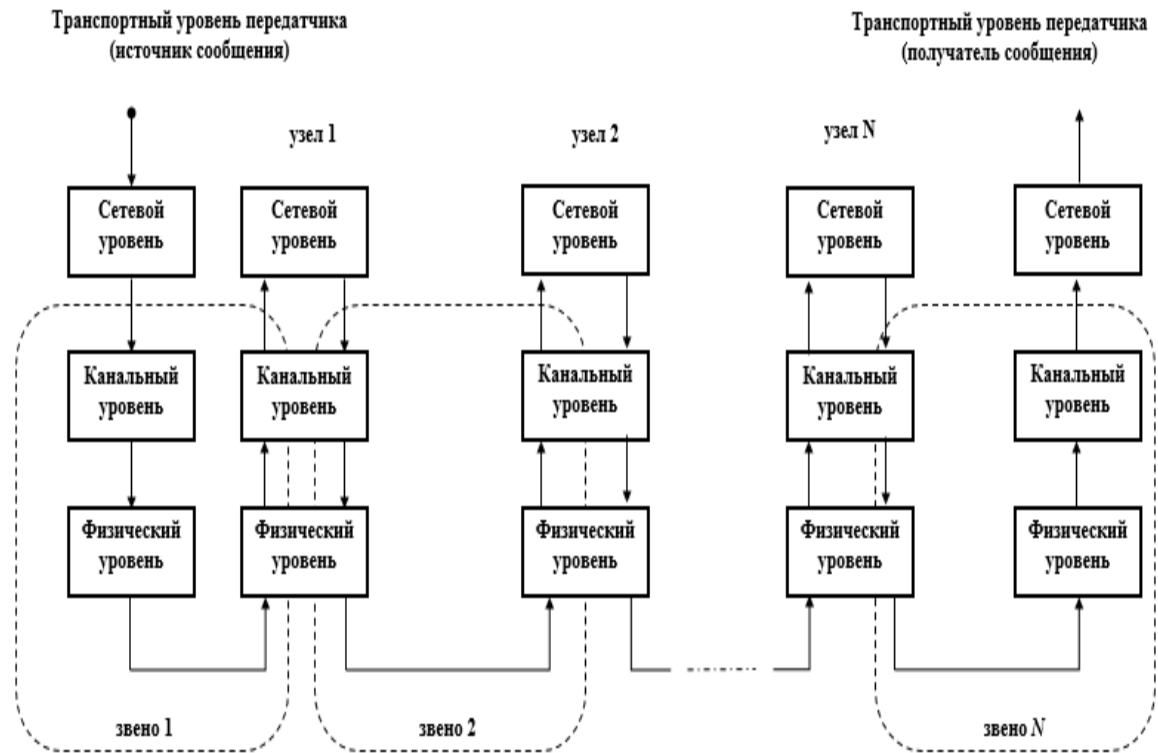 Транспортный уровень передатчика
(источник сообщения)
Транспортный уровень передатчика
(получатель сообщения)
узел 1
узел 2
узел N
Сетевой
уровень
Сетевой
уровень
Сетевой
уровень
Сетевой
уровень
Сетевой
уровень
Канальный
уровень
Канальный
уровень
Канальный
уровень
Канальный
уровень
Канальный
уровень
Физический
уровень
Физический
уровень
Физический
уровень
Физический
уровень
Физический
уровень
звено 1
звено 2
звено N